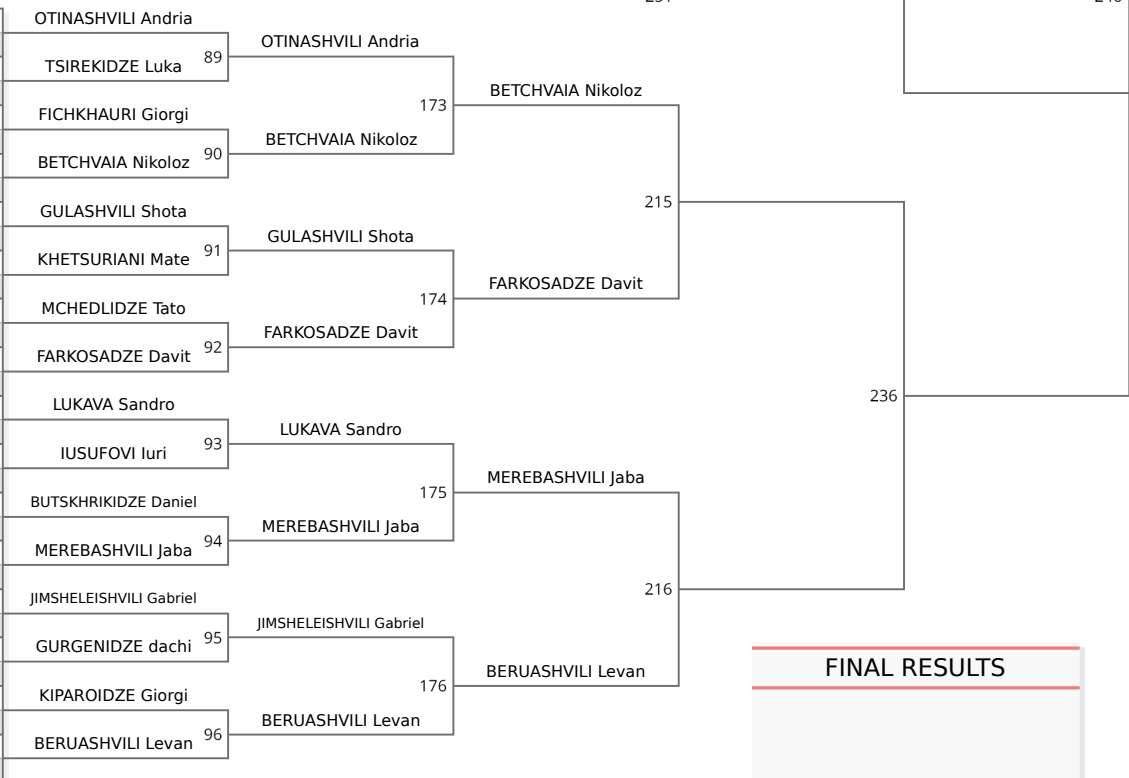 OTINASHVILI Andria
TSIREKIDZE Luka
89
FICHKHAURI Giorgi
BETCHVAIA Nikoloz
90
GULASHVILI Shota
KHETSURIANI Mate
91
MCHEDLIDZE Tato
FARKOSADZE Davit
92
LUKAVA Sandro
IUSUFOVI Iuri
93
BUTSKHRIKIDZE Daniel
MEREBASHVILI Jaba
94
JIMSHELEISHVILI Gabriel
GURGENIDZE dachi
95
KIPAROIDZE Giorgi
BERUASHVILI Levan
96
OTINASHVILI Andria
173
BETCHVAIA Nikoloz
GULASHVILI Shota
174
FARKOSADZE Davit
LUKAVA Sandro
175
MEREBASHVILI Jaba
JIMSHELEISHVILI Gabriel
176
BERUASHVILI Levan
BETCHVAIA Nikoloz
215
FARKOSADZE Davit
MEREBASHVILI Jaba
216
BERUASHVILI Levan
236
FINAL RESULTS